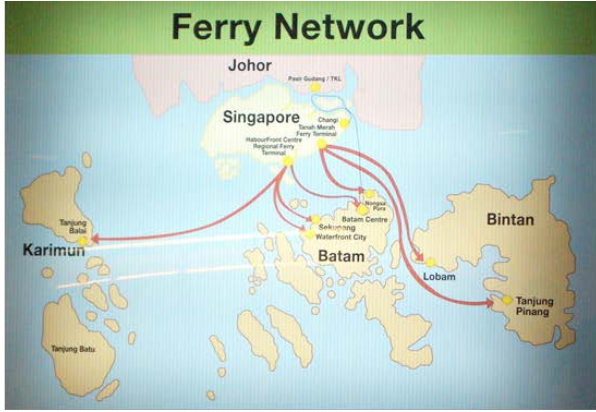 Ferry Network
Johor
Pasir Gudang / TKL
Singapore
Changi
Tanah Merah
Ferry Terminal
HabourFront Centre
Regional Ferry
Terminal
Nongsa
Pura
Batam Centre
Sekupang
Waterfront City
Batam
Tanjung
Balai
Karimun
Tanjung Batu
Bintan
Lobam
Tanjung
Pinang